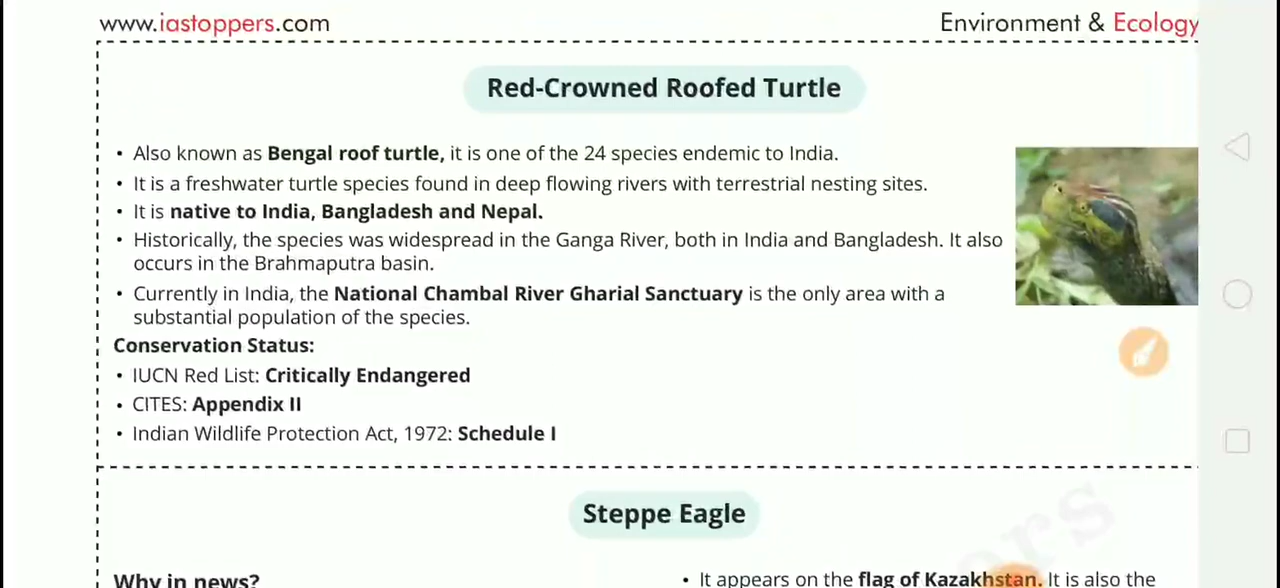 www.iastoppers.com
Environment & Ecology
Red-Crowned Roofed Turtle
• Also known as Bengal roof turtle, it is one of the 24 species endemic to India.
• It is a freshwater turtle species found in deep flowing rivers with terrestrial nesting sites.
• It is native to India, Bangladesh and Nepal.
• Historically, the species was widespread in the Ganga River, both in India and Bangladesh. It also
occurs in the Brahmaputra basin.
• Currently in India, the National Chambal River Gharial Sanctuary is the only area with a
substantial population of the species.
Conservation Status:
• IUCN Red List: Critically Endangered
• CITES: Appendix II
• Indian Wildlife Protection Act, 1972: Schedule I
Steppe Eagle
Why in news?
• It appears on the flag of Kazakhstan. It is also the